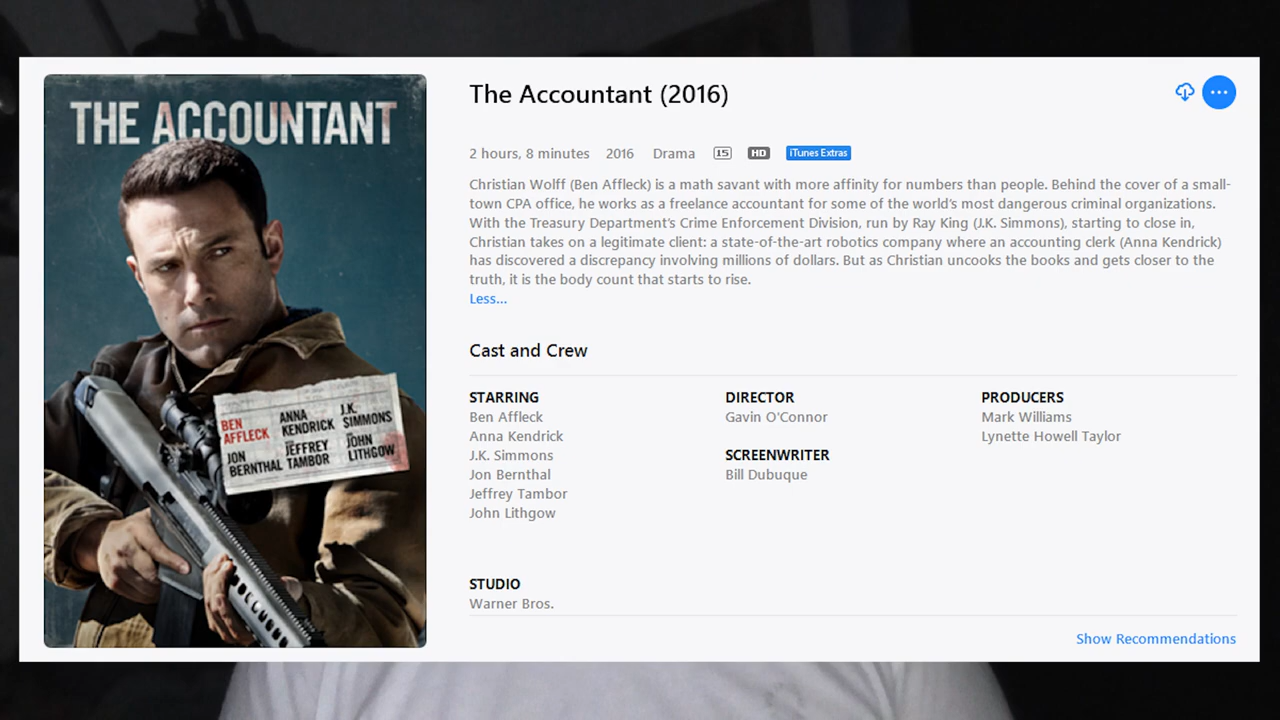 THE ACCOUNTANT
BEN AFFLECK
ANNA KENDRICK
J.K. SIMMONS
JON BERNTHAL
JEFFREY TAMBOR
JOHN LITHGOW
The Accountant (2016)
2 hours, 8 minutes 2016 Drama 15 HD iTunes Extras
Christian Wolff (Ben Affleck) is a math savant with more affinity for numbers than people. Behind the cover of a small-
town CPA office, he works as a freelance accountant for some of the world's most dangerous criminal organizations.
With the Treasury Department's Crime Enforcement Division, run by Ray King (J.K. Simmons), starting to close in,
Christian takes on a legitimate client: a state-of-the-art robotics company where an accounting clerk (Anna Kendrick)
has discovered a discrepancy involving millions of dollars. But as Christian uncooks the books and gets closer to the
truth, it is the body count that starts to rise.
Less...
Cast and Crew
STARRING
Ben Affleck
Anna Kendrick
J.K. Simmons
Jon Bernthal
Jeffrey Tambor
John Lithgow
DIRECTOR
Gavin O'Connor
SCREENWRITER
Bill Dubuque
PRODUCERS
Mark Williams
Lynette Howell Taylor
STUDIO
Warner Bros.
Show Recommendations